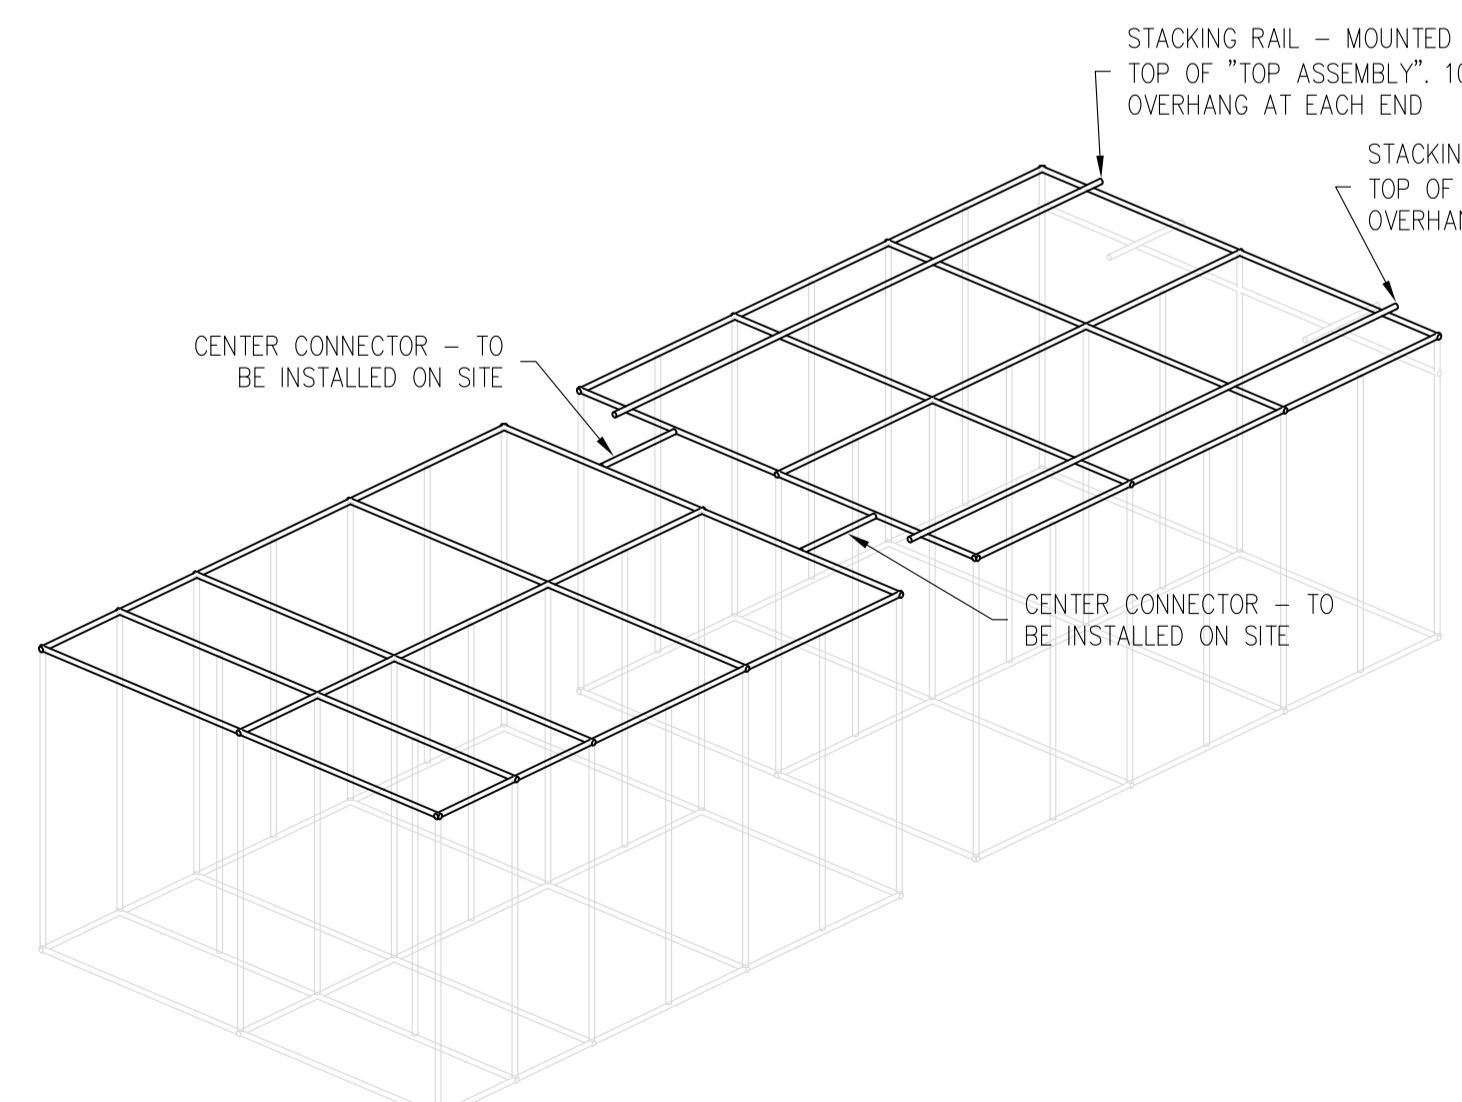 STACKING RAIL – MOUNTED
TOP OF "TOP ASSEMBLY". 10
OVERHANG AT EACH END
TOP OF
CENTER CONNECTOR – TO
BE INSTALLED ON SITE
CENTER CONNECTOR – TO
BE INSTALLED ON SITE